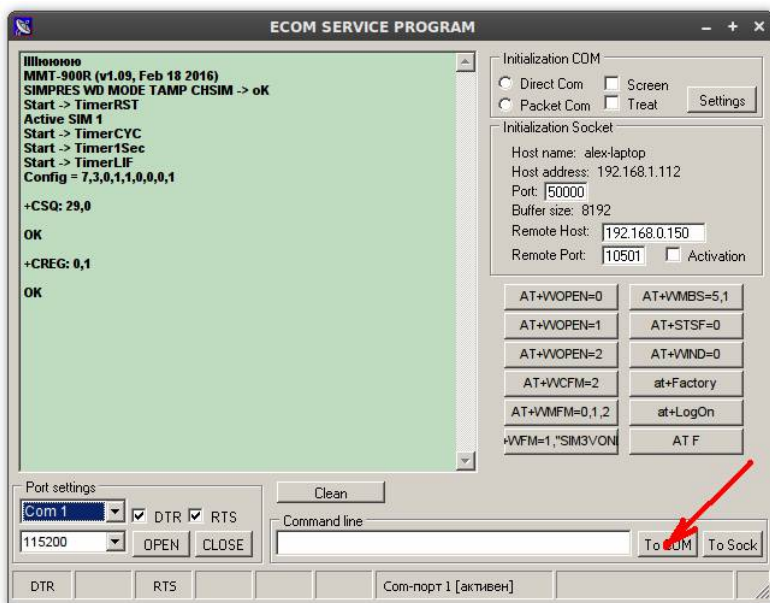 ECOM SERVICE PROGRAM
IIIIюююю
MMT-900R (v1.09, Feb 18 2016)
SIMPRES WD MODE TAMP CHSIM -> oK
Start -> TimerRST
Active SIM 1
Start -> TimerCYC
Start -> Timer1Sec
Start -> TimerLIF
Config = 7,3,0,1,1,0,0,0,1
+CSQ: 29,0
OK
+CREG: 0,1
OK
Initialization COM
Direct Com Screen
Packet Com Treat Settings
Initialization Socket
Host name: alex-laptop
Host address: 192.168.1.112
Port: 50000
Buffer size: 8192
Remote Host: 192.168.0.150
Remote Port: 10501 Activation
AT+WOPEN=0 AT+WMBS=5,1
AT+WOPEN=1 AT+STSF=0
AT+WOPEN=2 AT+WIND=0
AT+WCFM=2 at+Factory
AT+WMFM=0,1,2 at+LogOn
+WFM=1,"SIM3VONI AT F
Port settings
Com 1 DTR RTS
115200 OPEN CLOSE
Clean
Command line
To COM To Sock
DTR RTS Com-порт 1 [активен]